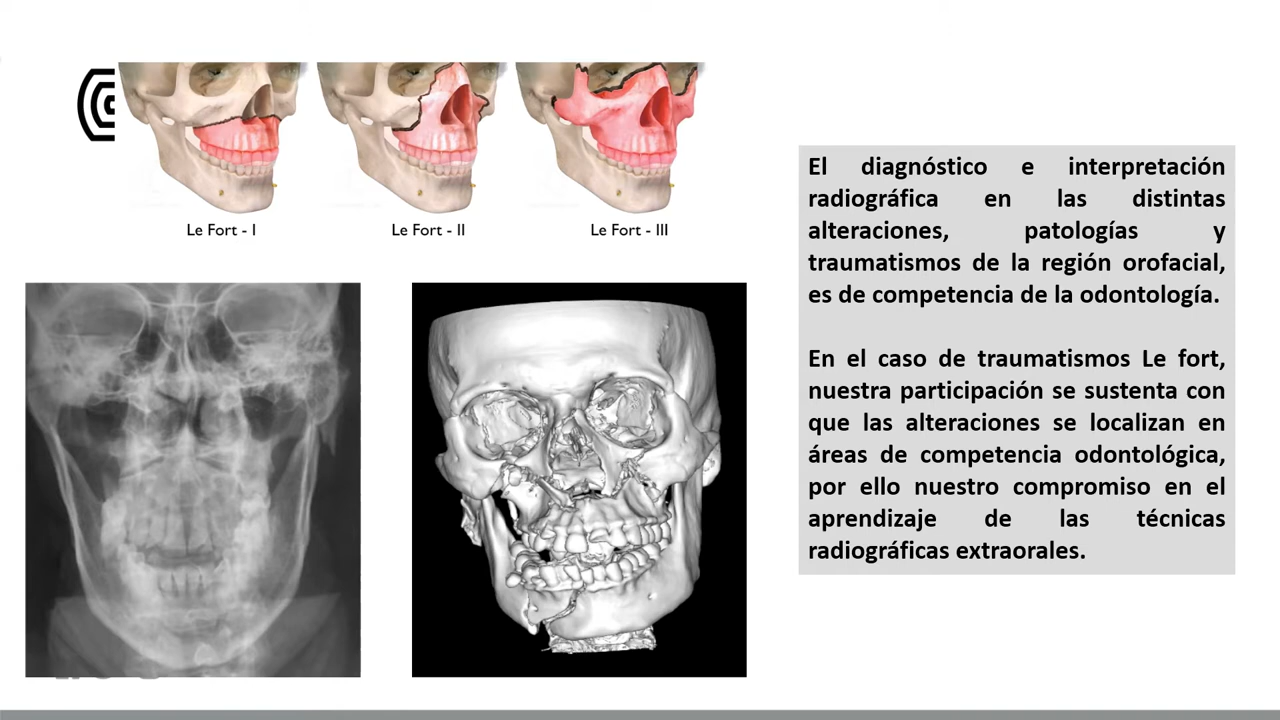 Le Fort - I
Le Fort - II
Le Fort - III
El diagnóstico e interpretación
radiográfica en las distintas
alteraciones, patologías y
traumatismos de la región orofacial,
es de competencia de la odontología.
En el caso de traumatismos Le fort,
nuestra participación se sustenta con
que las alteraciones se localizan en
áreas de competencia odontológica,
por ello nuestro compromiso en el
aprendizaje de las técnicas
radiográficas extraorales.